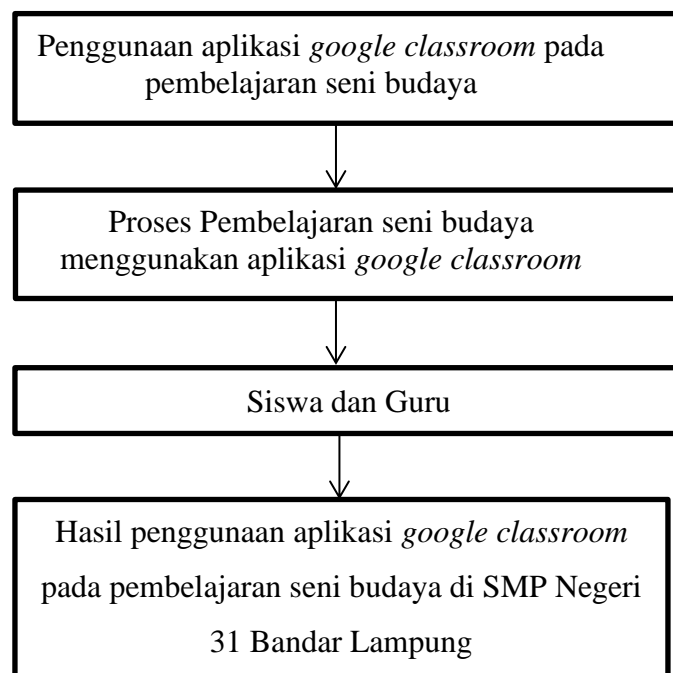 Penggunaan aplikasi google classroom pada
pembelajaran seni budaya
Proses Pembelajaran seni budaya
menggunakan aplikasi google classroom
Siswa dan Guru
Hasil penggunaan aplikasi google classroom
pada pembelajaran seni budaya di SMP Negeri
31 Bandar Lampung